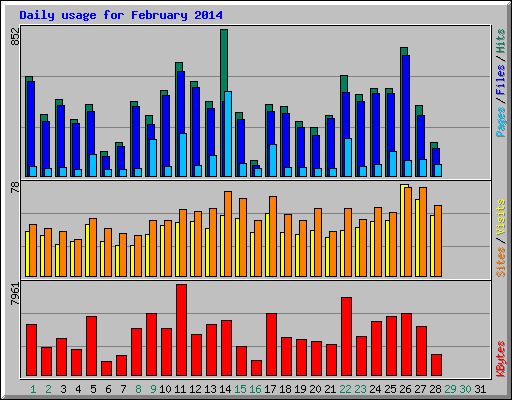 Daily usage for February 2014
852
Pages / Files / Hits
78
Sites / Visits
7961
KBytes
1 2 3 4 5 6 7 8 9 10 11 12 13 14 15 16 17 18 19 20 21 22 23 24 25 26 27 28 29 30 31